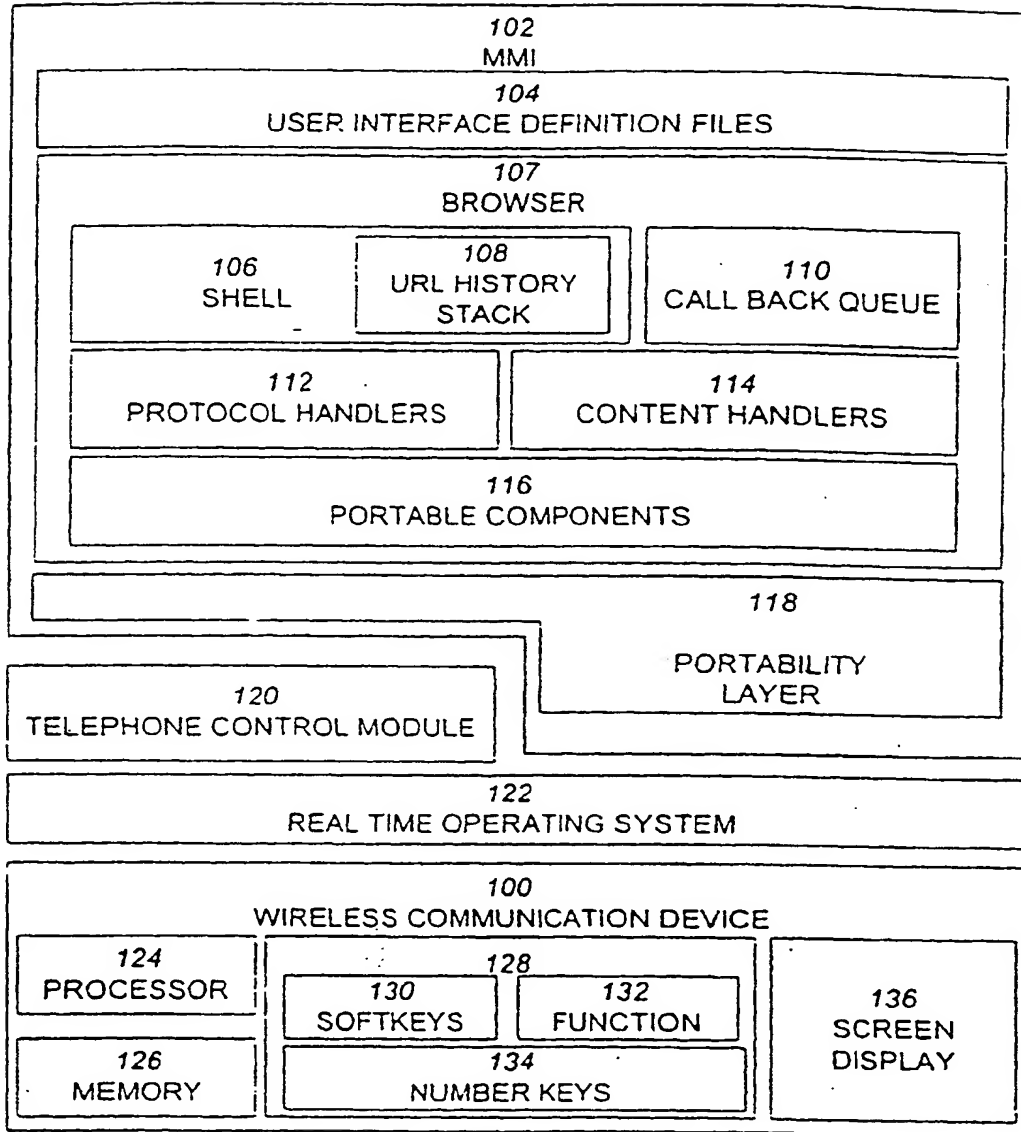 102
MMI
104
USER INTERFACE DEFINITION FILES
107
BROWSER
106
SHELL
108
URL HISTORY
STACK
110
CALL BACK QUEUE
112
PROTOCOL HANDLERS
114
CONTENT HANDLERS
116
PORTABLE COMPONENTS
118
PORTABILITY
LAYER
120
TELEPHONE CONTROL MODULE
122
REAL TIME OPERATING SYSTEM
100
WIRELESS COMMUNICATION DEVICE
124
PROCESSOR
126
MEMORY
128
130
SOFTKEYS
132
FUNCTION
134
NUMBER KEYS
136
SCREEN
DISPLAY